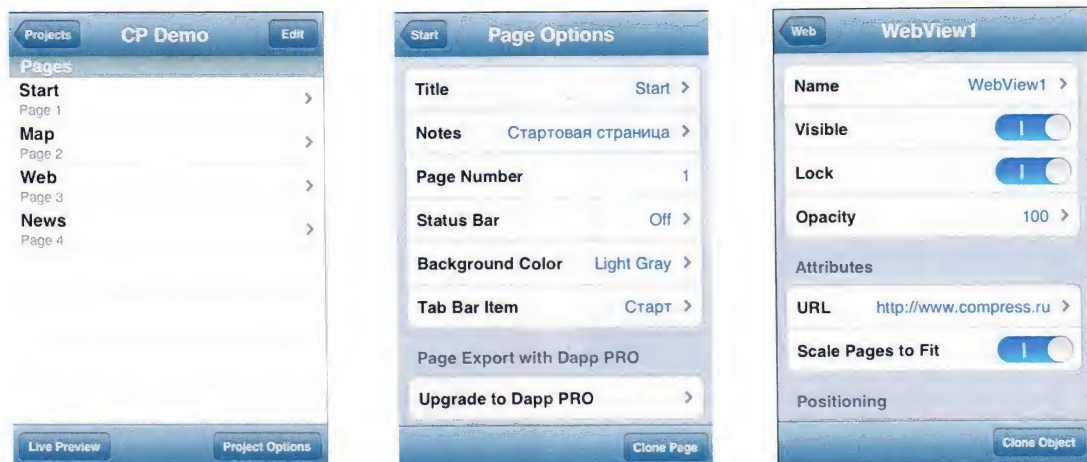 Projects CP Demo Edit
Pages
Start
Page 1
Map
Page 2
Web
Page 3
News
Page 4
Live Preview Project Options
Start Page Options
Title Start
Notes Стартовая страница
Page Number 1
Status Bar Off
Background Color Light Gray
Tab Bar Item Старт
Page Export with Dapp PRO
Upgrade to Dapp PRO
Clone Page
Web WebView1
Name WebView1
Visible
Lock
Opacity 100
Attributes
URL http://www.compress.ru
Scale Pages to Fit
Positioning
Clone Object